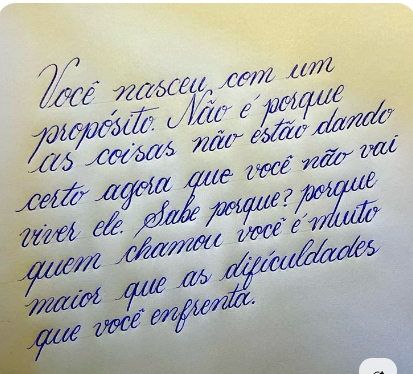 Você nasceu com um
propósito. Não é porque
as coisas não estão dando
certo agora que você não vai
viver ele. Sabe porque? porque
quem chamou você é muito
maior que as dificuldades
que você enfrenta.